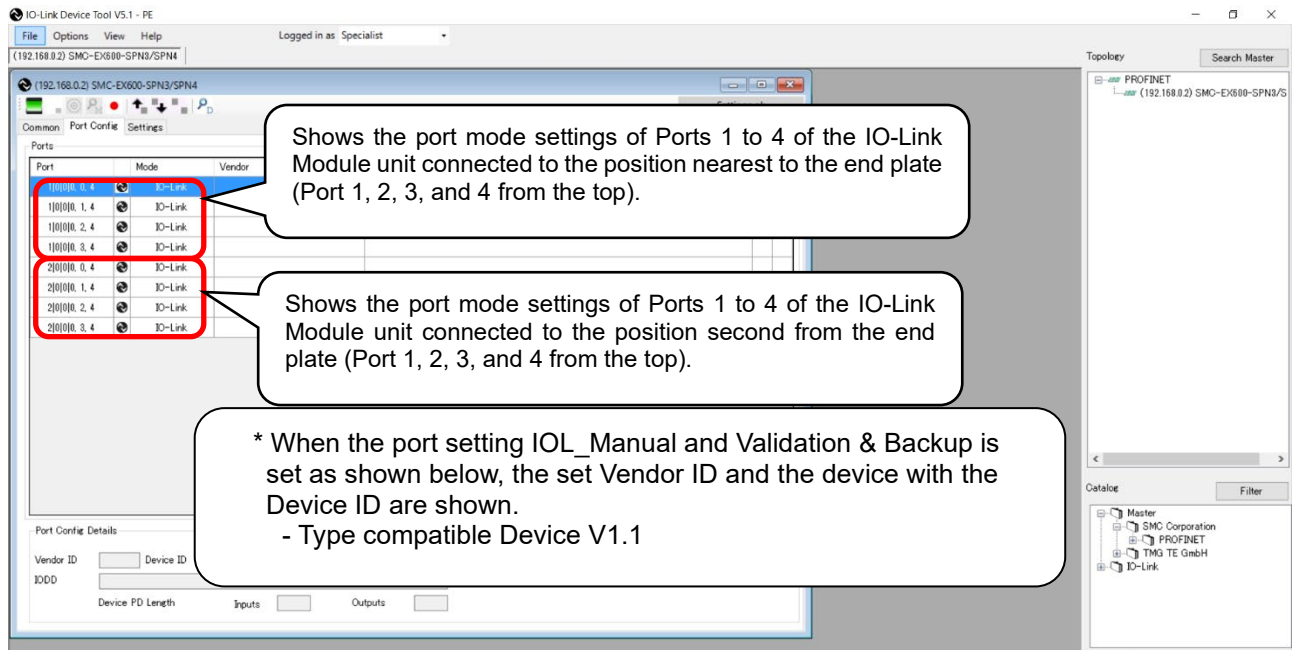 IO-Link Device Tool V5.1 - PE
File Options View Help Logged in as Specialist
(192.168.0.2) SMC-EX600-SPN3/SPN4
Topology Search Master
PROFINET
(192.168.0.2) SMC-EX600-SPN3/S
(192.168.0.2) SMC-EX600-SPN3/SPN4
Common Port Config Settings
Ports
Port Mode Vendor
1|0|0|0, 0, 4 IO-Link
1|0|0|0, 1, 4 IO-Link
1|0|0|0, 2, 4 IO-Link
1|0|0|0, 3, 4 IO-Link
2|0|0|0, 0, 4 IO-Link
2|0|0|0, 1, 4 IO-Link
2|0|0|0, 2, 4 IO-Link
2|0|0|0, 3, 4 IO-Link
Shows the port mode settings of Ports 1 to 4 of the IO-Link
Module unit connected to the position nearest to the end plate
(Port 1, 2, 3, and 4 from the top).
Shows the port mode settings of Ports 1 to 4 of the IO-Link
Module unit connected to the position second from the end
plate (Port 1, 2, 3, and 4 from the top).
* When the port setting IOL_Manual and Validation & Backup is
set as shown below, the set Vendor ID and the device with the
Device ID are shown.
- Type compatible Device V1.1
Port Config Details
Vendor ID Device ID
IODD
Device PD Length Inputs Outputs
Catalog Filter
Master
SMC Corporation
PROFINET
TMG TE GmbH
IO-Link